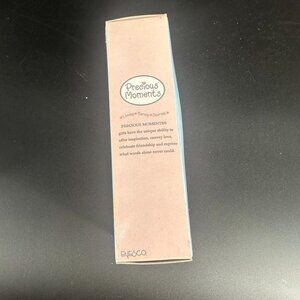 Precious
Moments
Loving • Caring • Sharing
PRECIOUS MOMENTS®
gifts have the unique ability to
offer inspiration, convey love,
celebrate friendship and express
what words alone never could.
ENESCO.